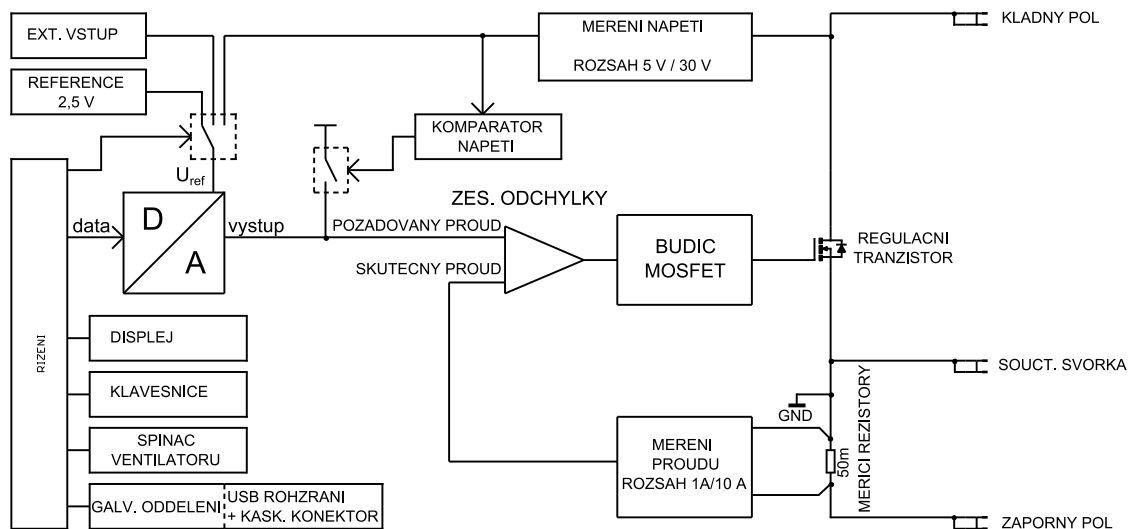 EXT. VSTUP
REFERENCE
2,5 V
MERENI NAPETI
ROZSAH 5 V / 30 V
KLADNY POL
KOMPARATOR
NAPETI
Uref
ZES. ODCHYLKY
data
D
A
vystup
POZADOVANY PROUD
SKUTECNY PROUD
BUDIC
MOSFET
REGULACNI
TRANZISTOR
RIZENI
DISPLEJ
KLAVESNICE
SPINAC
VENTILATORU
GALV. ODDELENI
USB ROHZRANI
+ KASK. KONEKTOR
SOUCT. SVORKA
GND
MERENI
PROUDU
ROZSAH 1A/10 A
50m
MERICI REZISTORY
ZAPORNY POL